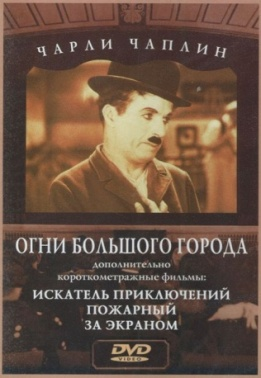 ЧАРЛИ ЧАПЛИН
ОГНИ БОЛЬШОГО ГОРОДА
дополнительно
короткометражные фильмы:
ИСКАТЕЛЬ ПРИКЛЮЧЕНИЙ
ПОЖАРНЫЙ
ЗА ЭКРАНОМ
DVD
VIDEO